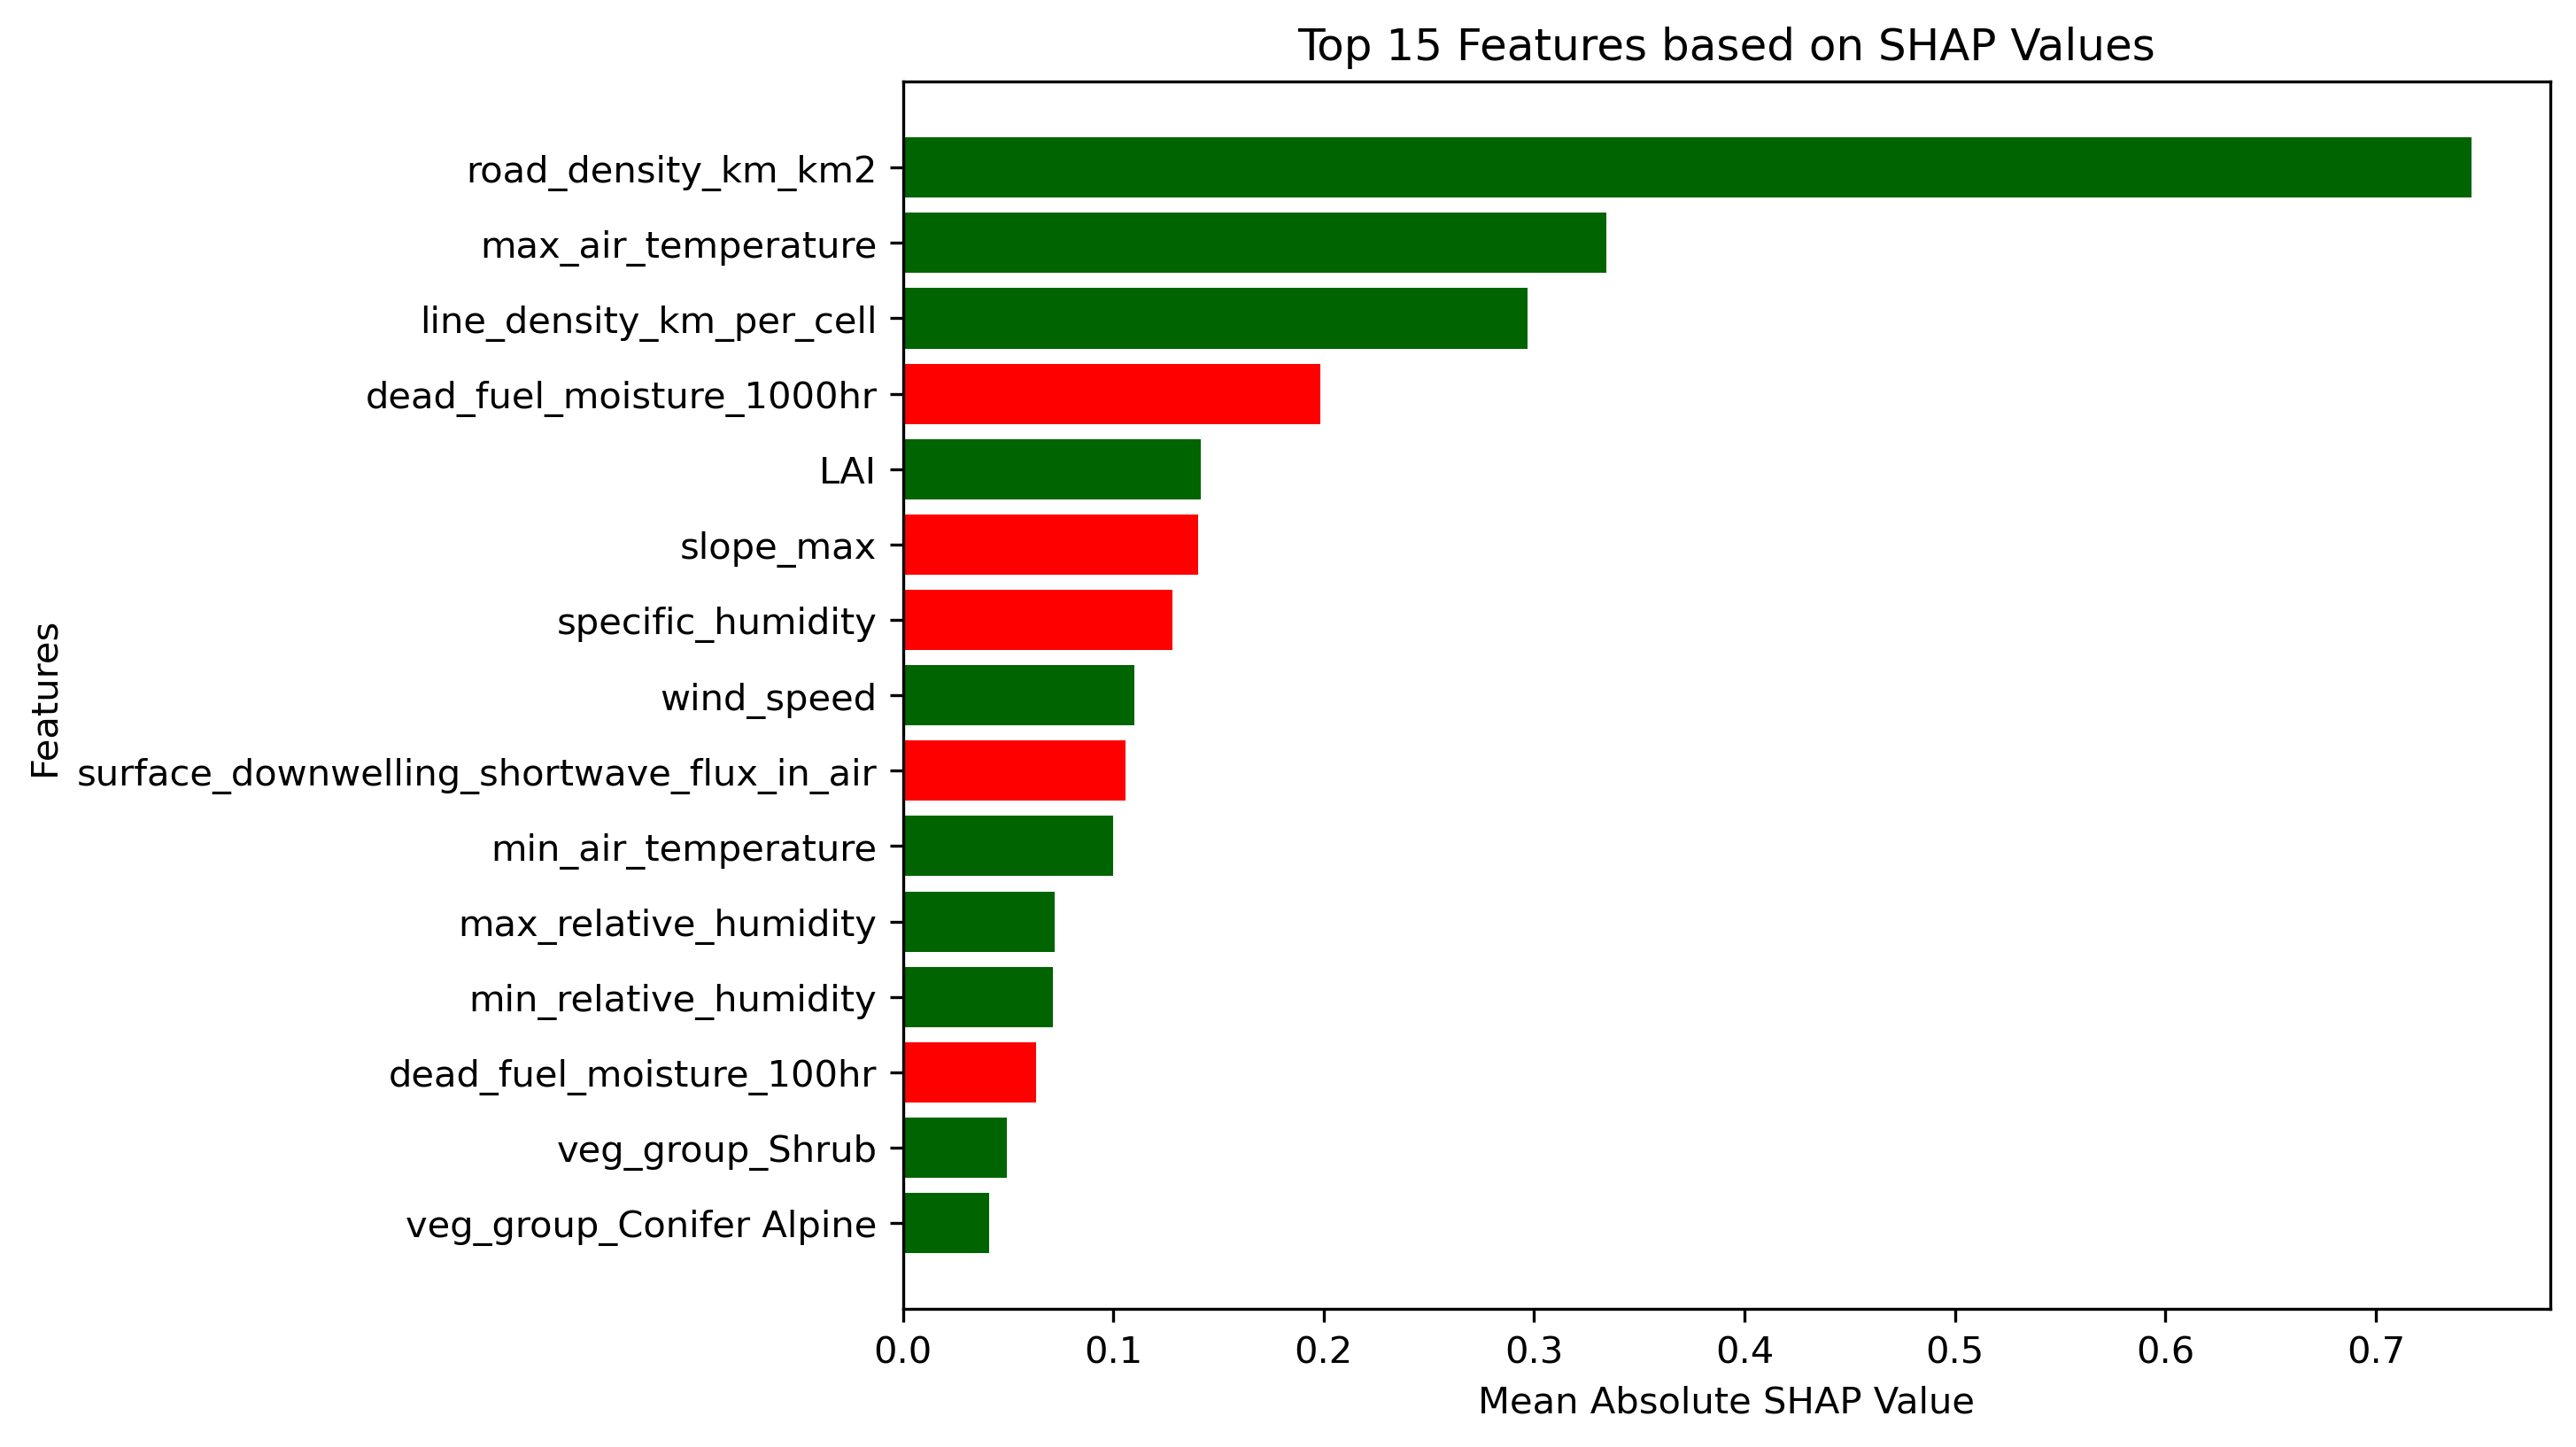 Top 15 Features based on SHAP Values
Features
road_density_km_km2
max_air_temperature
line_density_km_per_cell
dead_fuel_moisture_1000hr
LAI
slope_max
specific_humidity
wind_speed
surface_downwelling_shortwave_flux_in_air
min_air_temperature
max_relative_humidity
min_relative_humidity
dead_fuel_moisture_100hr
veg_group_Shrub
veg_group_Conifer Alpine
0.0 0.1 0.2 0.3 0.4 0.5 0.6 0.7
Mean Absolute SHAP Value